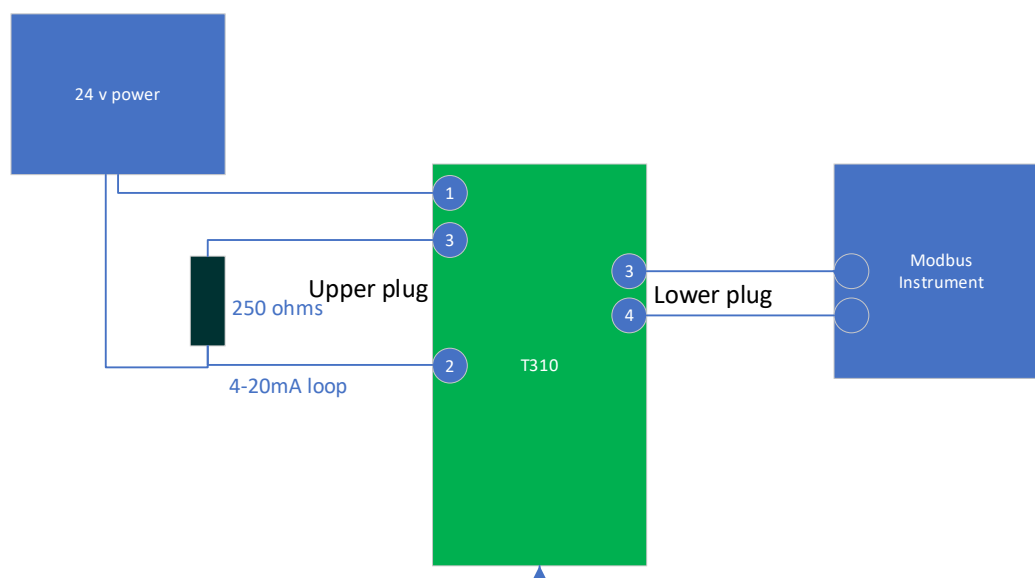 24 v power
1
3
Upper plug
250 ohms
2
4-20mA loop
T310
3
4
Lower plug
Modbus
Instrument